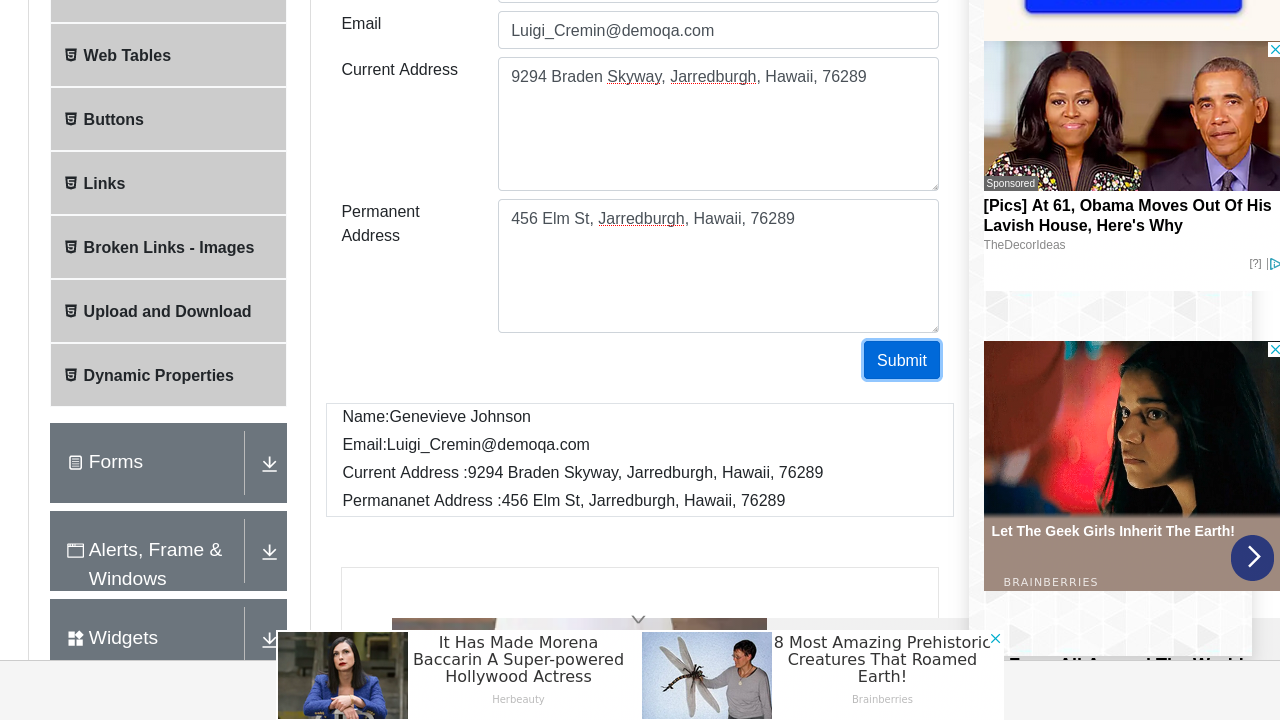 Web Tables
Buttons
Links
Broken Links - Images
Upload and Download
Dynamic Properties
Forms
Alerts, Frame &
Windows
Widgets
Email
Luigi_Cremin@demoqa.com
Current Address
9294 Braden Skyway, Jarredburgh, Hawaii, 76289
Permanent
Address
456 Elm St, Jarredburgh, Hawaii, 76289
Submit
Name:Genevieve Johnson
Email:Luigi_Cremin@demoqa.com
Current Address :9294 Braden Skyway, Jarredburgh, Hawaii, 76289
Permananet Address :456 Elm St, Jarredburgh, Hawaii, 76289
Sponsored
[Pics] At 61, Obama Moves Out Of His
Lavish House, Here's Why
TheDecorIdeas
[?]
Let The Geek Girls Inherit The Earth!
BRAINBERRIES
It Has Made Morena
Baccarin A Super-powered
Hollywood Actress
Herbeauty
8 Most Amazing Prehistoric
Creatures That Roamed
Earth!
Brainberries